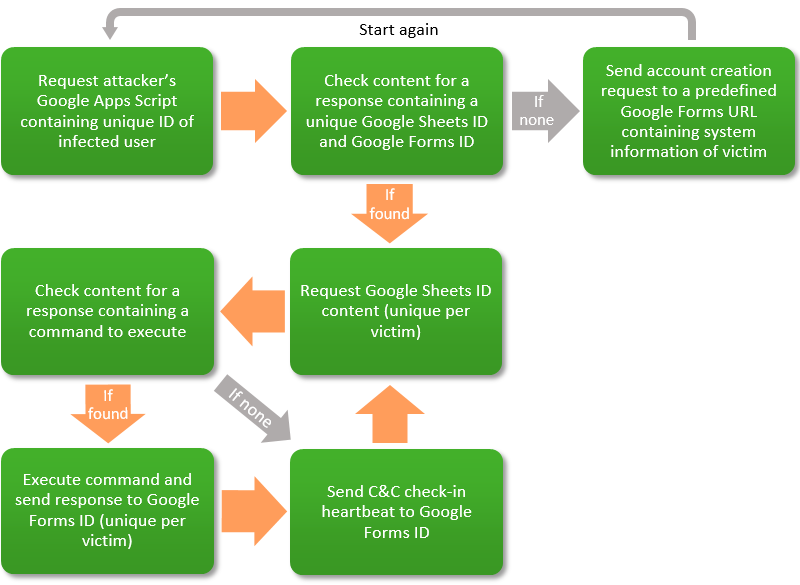 Start again
Request attacker's
Google Apps Script
containing unique ID of
infected user
Check content for a
response containing a
unique Google Sheets ID
and Google Forms ID
If
none
Send account creation
request to a predefined
Google Forms URL
containing system
information of victim
If
found
Check content for a
response containing a
command to execute
Request Google Sheets ID
content (unique per
victim)
If
found
If none
Execute command and
send response to Google
Forms ID (unique per
victim)
Send C&C check-in
heartbeat to Google
Forms ID